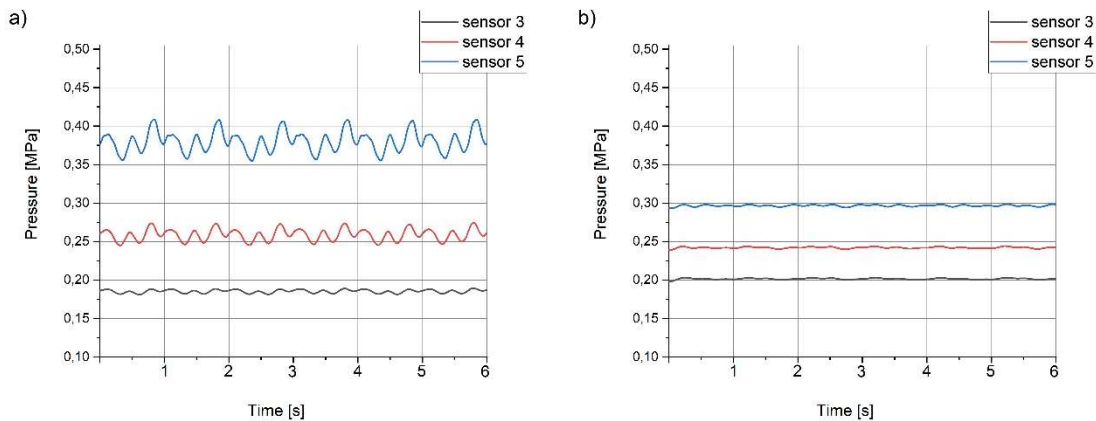 a)
sensor 3
sensor 4
sensor 5
0,50
0,45
0,40
0,35
0,30
0,25
0,20
0,15
0,10
Pressure [MPa]
1 2 3 4 5 6
Time [s]
b)
sensor 3
sensor 4
sensor 5
0,50
0,45
0,40
0,35
0,30
0,25
0,20
0,15
0,10
Pressure [MPa]
1 2 3 4 5 6
Time [s]